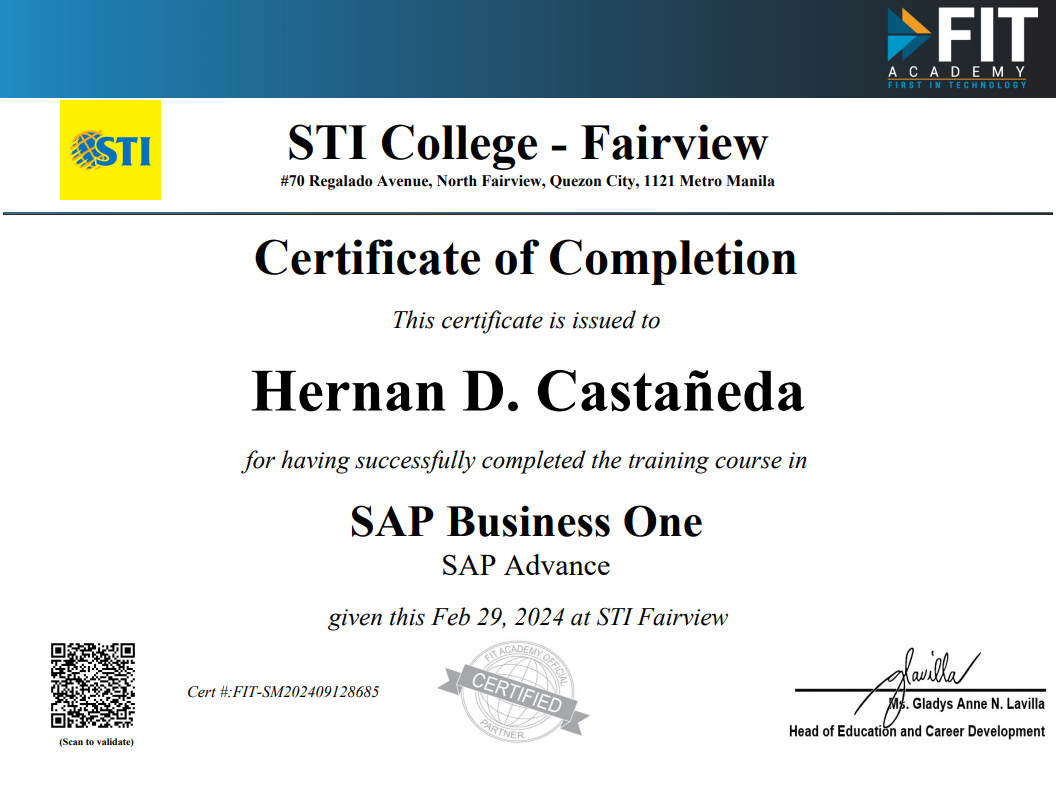 FIT
ACADEMY
FIRST IN TECHNOLOGY
STI
STI College - Fairview
#70 Regalado Avenue, North Fairview, Quezon City, 1121 Metro Manila
Certificate of Completion
This certificate is issued to
Hernan D. Castañeda
for having successfully completed the training course in
SAP Business One
SAP Advance
given this Feb 29, 2024 at STI Fairview
FIT ACADEMY OFFICIAL
CERTIFIED
PARTNER
Cert #:FIT-SM202409128685
(Scan to validate)
glavilla
Ms. Gladys Anne N. Lavilla
Head of Education and Career Development